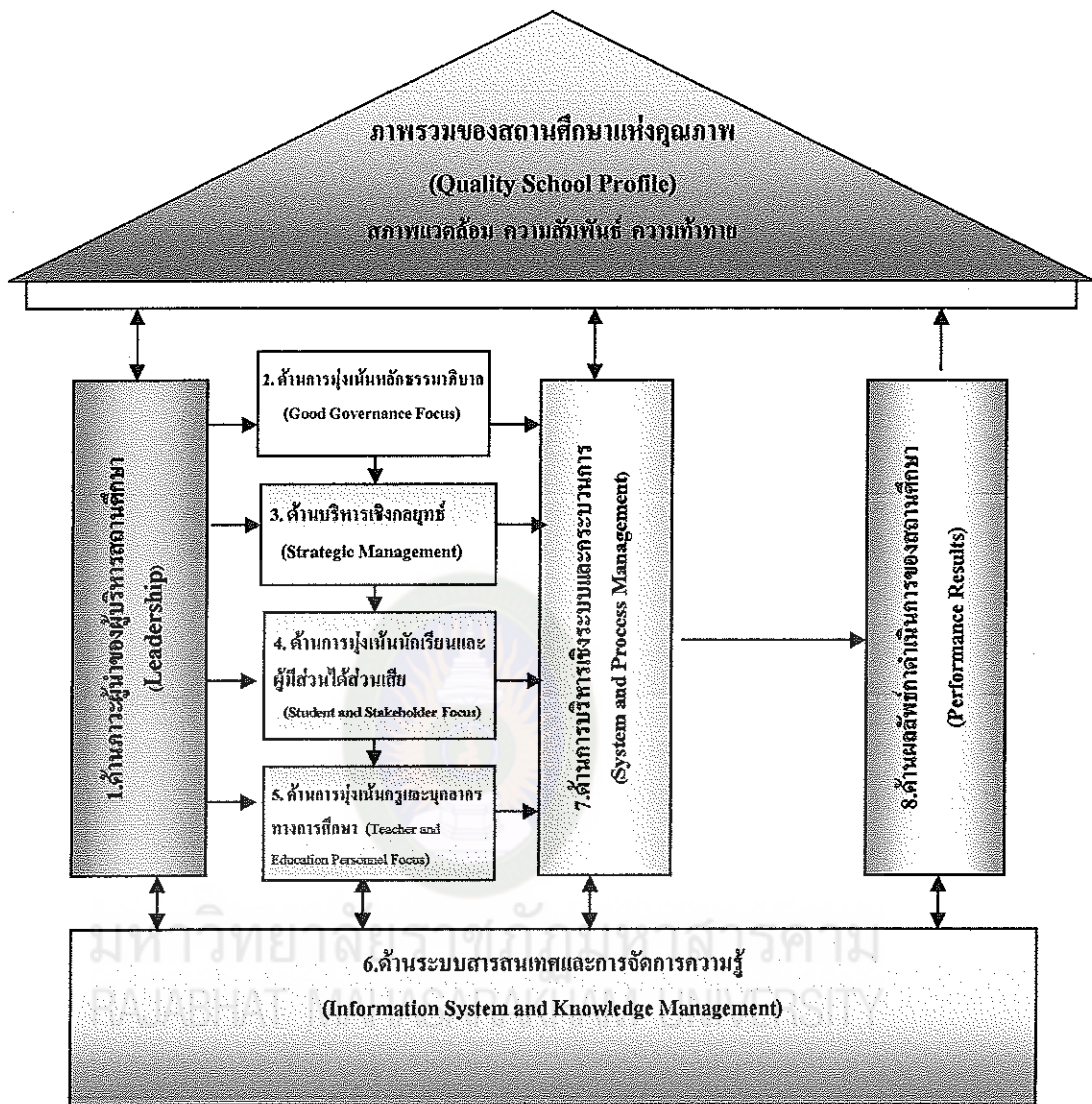 ภาพรวมของสถานศึกษาแห่งคุณภาพ
(Quality School Profile)
สภาพแวดล้อม ความสัมพันธ์ ความท้าทาย
1.ด้านภาวะผู้นำของผู้บริหารสถานศึกษา
(Leadership)
2. ด้านการมุ่งเน้นหลักธรรมาภิบาล
(Good Governance Focus)
3. ด้านบริหารเชิงกลยุทธ์
(Strategic Management)
4. ด้านการมุ่งเน้นนักเรียนและ
ผู้มีส่วนได้ส่วนเสีย
(Student and Stakeholder Focus)
5. ด้านการมุ่งเน้นครูและบุคลากร
ทางการศึกษา (Teacher and
Education Personnel Focus)
7.ด้านการบริหารเชิงระบบและกระบวนการ
(System and Process Management)
8.ด้านผลลัพธ์การดำเนินการของสถานศึกษา
(Performance Results)
มหาวิทยาลัยราชภัฏมหาสารคาม
6.ด้านระบบสารสนเทศและการจัดการความรู้
RAJABHAT MAHASARAKHAM UNIVERSITY
(Information System and Knowledge Management)